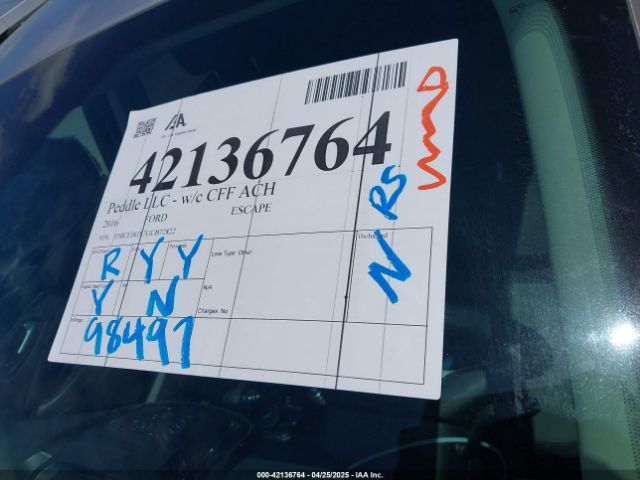 IAA
42136764
Peddle LLC - w/c CFF ACH
2016 FORD ESCAPE
R Y Y
Loss Type: Other
Y N
N/A
Charges: No
98497
RS
N
000-42136764 - 04/25/2025 - IAA Inc.